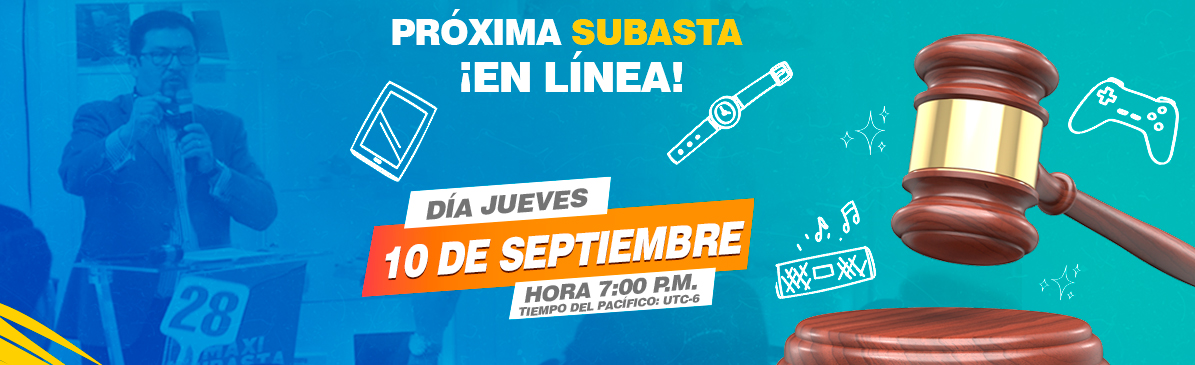 PRÓXIMA SUBASTA
¡EN LÍNEA!
DÍA JUEVES
10 DE SEPTIEMBRE
HORA 7:00 P.M.
TIEMPO DEL PACÍFICO: UTC-6
28